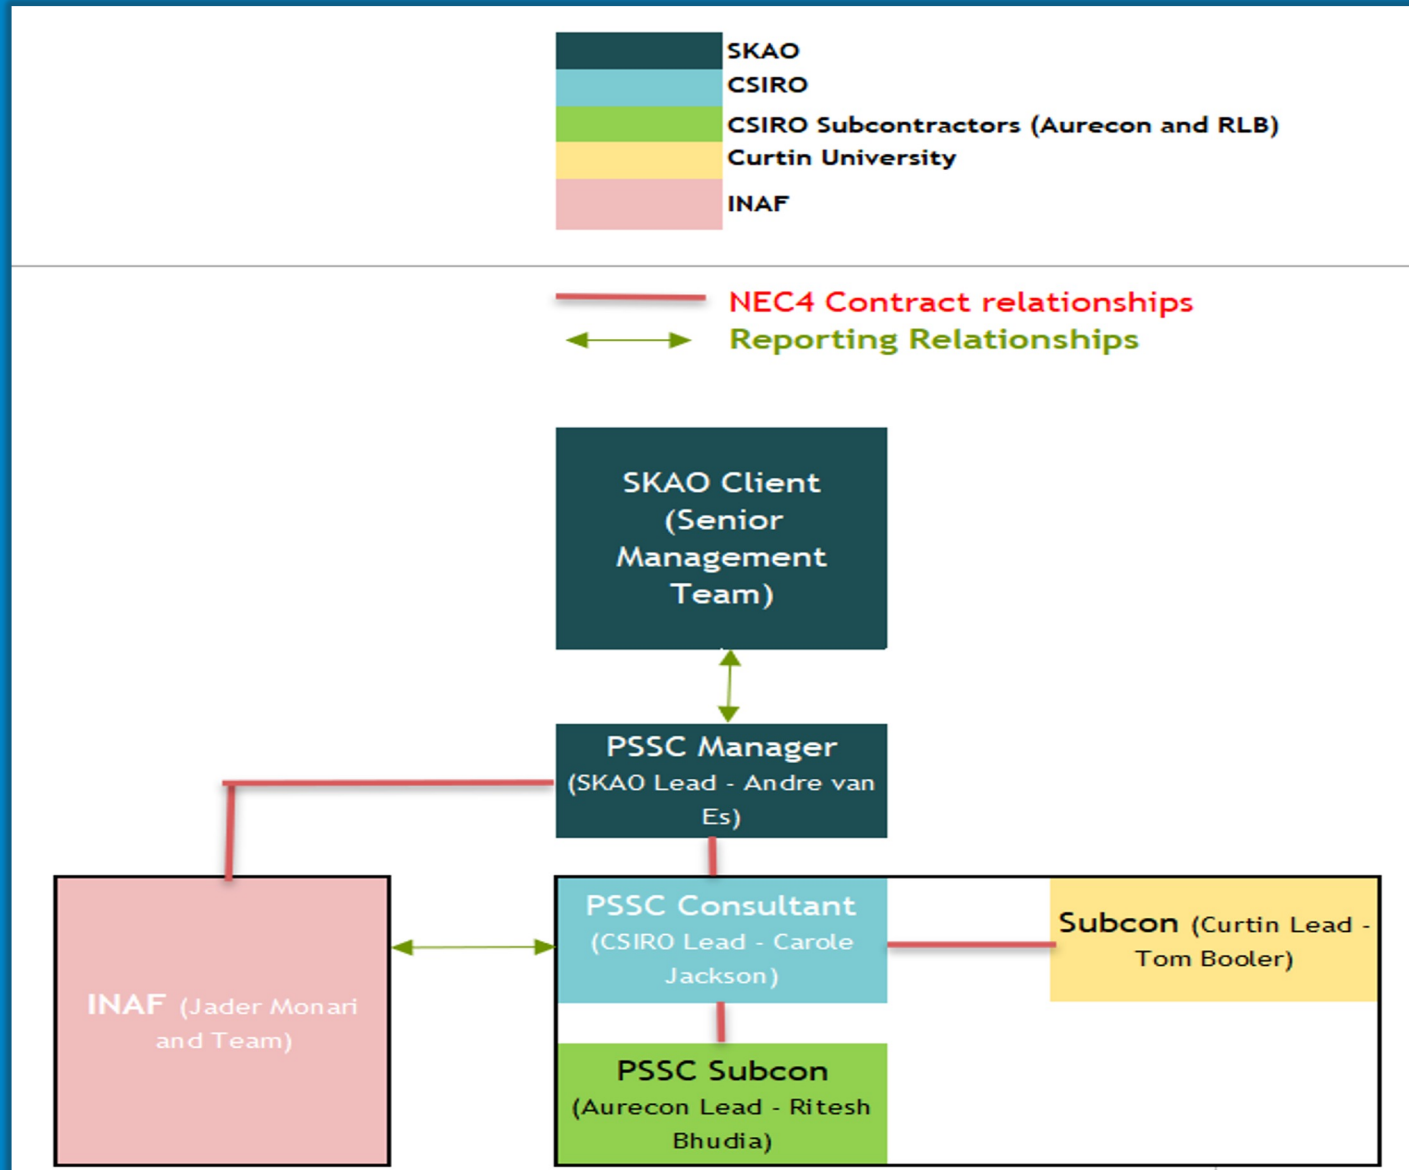 SKAO
CSIRO
CSIRO Subcontractors (Aurecon and RLB)
Curtin University
INAF
NEC4 Contract relationships
Reporting Relationships
SKAO Client
(Senior
Management
Team)
PSSC Manager
(SKAO Lead - Andre van
Es)
PSSC Consultant
(CSIRO Lead - Carole
Jackson)
Subcon (Curtin Lead -
Tom Booler)
INAF (Jader Monari
and Team)
PSSC Subcon
(Aurecon Lead - Ritesh
Bhudia)